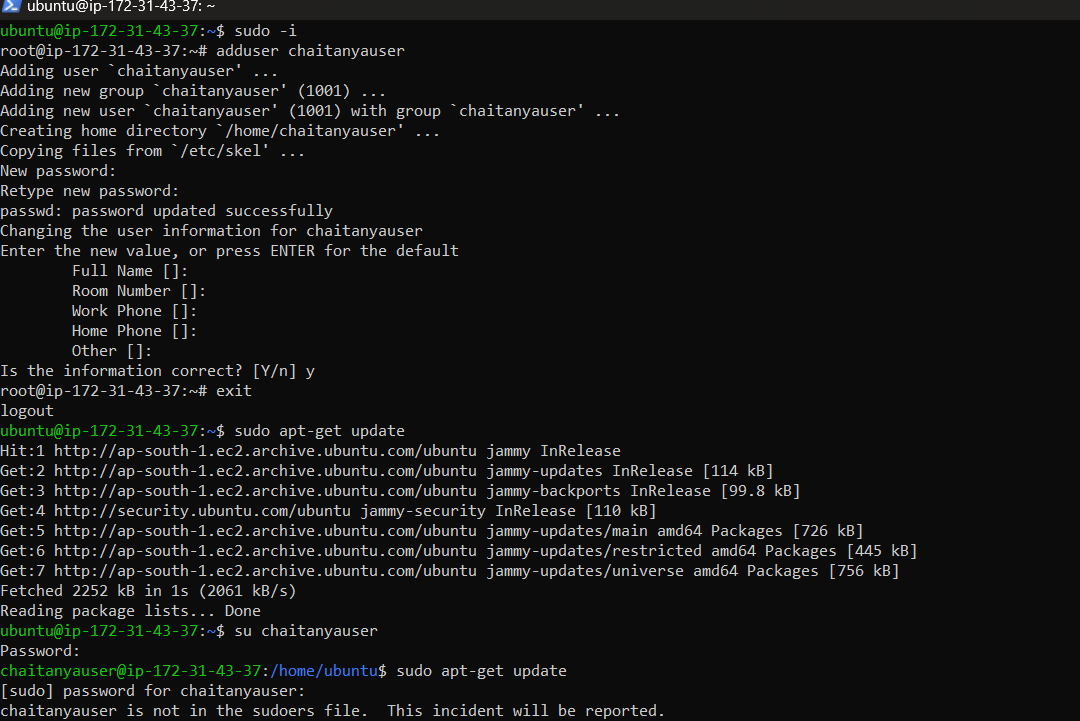 ubuntu@ip-172-31-43-37: ~
ubuntu@ip-172-31-43-37:~$ sudo -i
root@ip-172-31-43-37:~# adduser chaitanyauser
Adding user `chaitanyauser' ...
Adding new group `chaitanyauser' (1001) ...
Adding new user `chaitanyauser' (1001) with group `chaitanyauser' ...
Creating home directory `/home/chaitanyauser' ...
Copying files from `/etc/skel' ...
New password:
Retype new password:
passwd: password updated successfully
Changing the user information for chaitanyauser
Enter the new value, or press ENTER for the default
        Full Name []:
        Room Number []:
        Work Phone []:
        Home Phone []:
        Other []:
Is the information correct? [Y/n] y
root@ip-172-31-43-37:~# exit
logout
ubuntu@ip-172-31-43-37:~$ sudo apt-get update
Hit:1 http://ap-south-1.ec2.archive.ubuntu.com/ubuntu jammy InRelease
Get:2 http://ap-south-1.ec2.archive.ubuntu.com/ubuntu jammy-updates InRelease [114 kB]
Get:3 http://ap-south-1.ec2.archive.ubuntu.com/ubuntu jammy-backports InRelease [99.8 kB]
Get:4 http://security.ubuntu.com/ubuntu jammy-security InRelease [110 kB]
Get:5 http://ap-south-1.ec2.archive.ubuntu.com/ubuntu jammy-updates/main amd64 Packages [726 kB]
Get:6 http://ap-south-1.ec2.archive.ubuntu.com/ubuntu jammy-updates/restricted amd64 Packages [445 kB]
Get:7 http://ap-south-1.ec2.archive.ubuntu.com/ubuntu jammy-updates/universe amd64 Packages [756 kB]
Fetched 2252 kB in 1s (2061 kB/s)
Reading package lists... Done
ubuntu@ip-172-31-43-37:~$ su chaitanyauser
Password:
chaitanyauser@ip-172-31-43-37:/home/ubuntu$ sudo apt-get update
[sudo] password for chaitanyauser:
chaitanyauser is not in the sudoers file.  This incident will be reported.